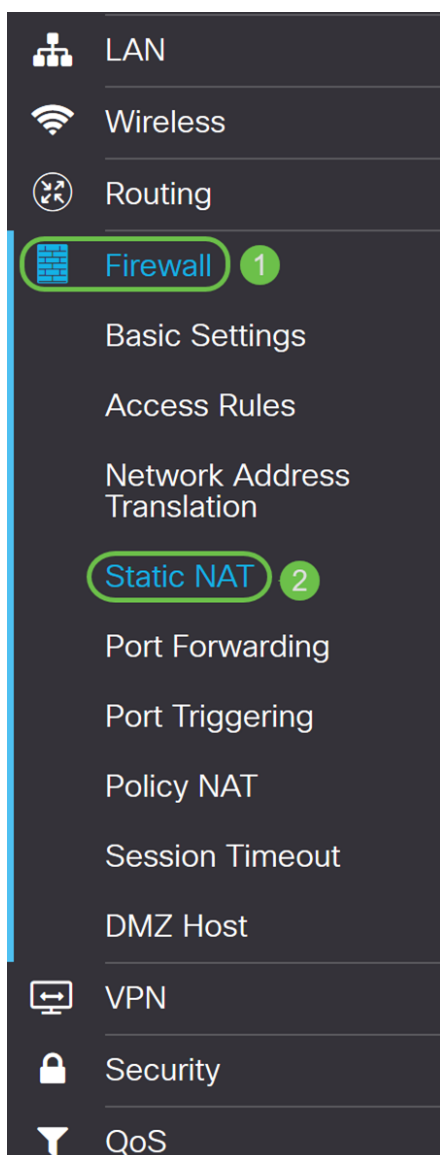 LAN
Wireless
Routing
Firewall 1
Basic Settings
Access Rules
Network Address
Translation
Static NAT 2
Port Forwarding
Port Triggering
Policy NAT
Session Timeout
DMZ Host
VPN
Security
QoS